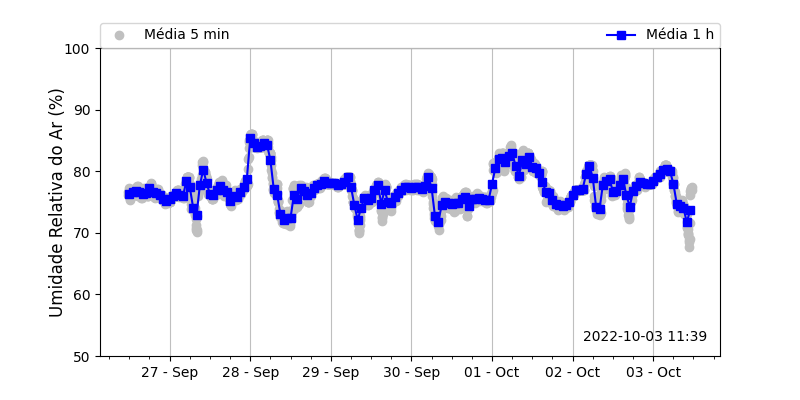 Média 5 min
Média 1 h
Umidade Relativa do Ar (%)
100
90
80
70
60
50
2022-10-03 11:39
27 - Sep
28 - Sep
29 - Sep
30 - Sep
01 - Oct
02 - Oct
03 - Oct